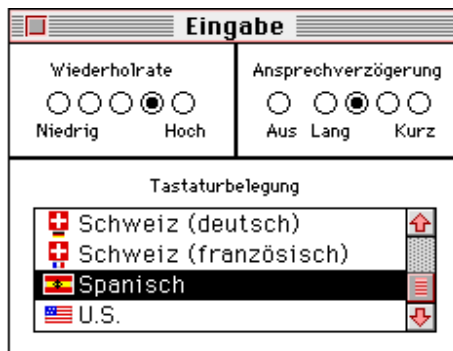 Eingabe
Wiederholrate
Niedrig Hoch
Ansprechverzögerung
Aus Lang Kurz
Tastaturbelegung
Schweiz (deutsch)
Schweiz (französisch)
Spanisch
U.S.